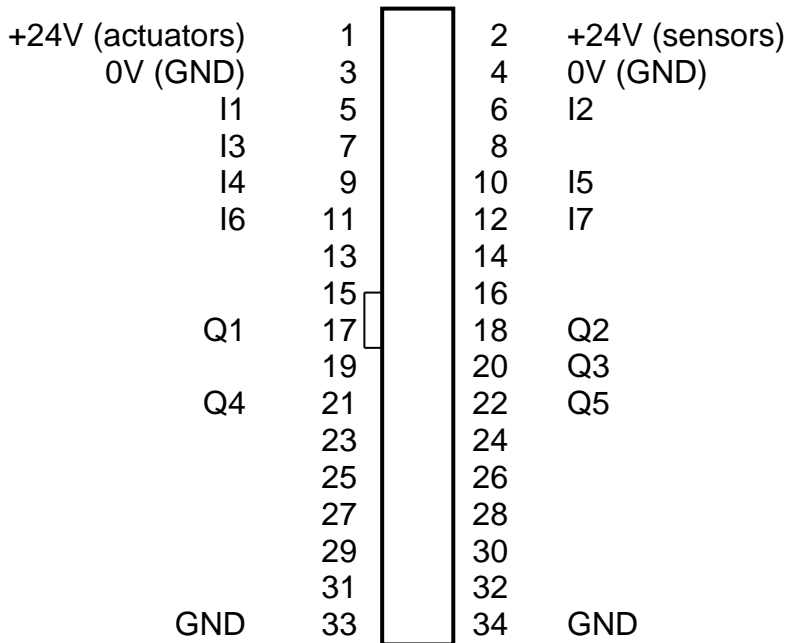 +24V (actuators) 1 2 +24V (sensors)
0V (GND) 3 4 0V (GND)
I1 5 6 I2
I3 7 8
I4 9 10 I5
I6 11 12 I7
13 14
15 16
Q1 17 18 Q2
19 20 Q3
Q4 21 22 Q5
23 24
25 26
27 28
29 30
31 32
GND 33 34 GND